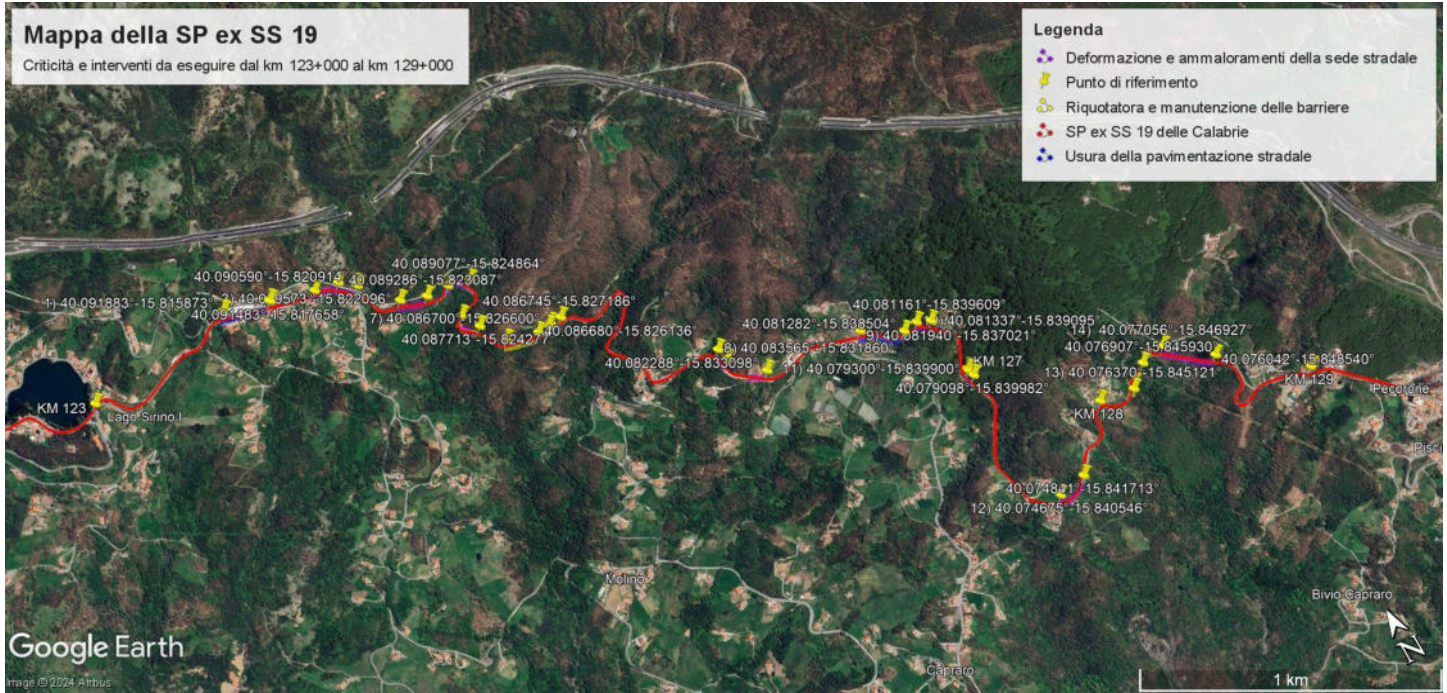 Mappa della SP ex SS 19
Criticità e interventi da eseguire dal km 123+000 al km 129+000
Legenda
Deformazione e ammaloramenti della sede stradale
Punto di riferimento
Riquotatora e manutenzione delle barriere
SP ex SS 19 delle Calabrie
Usura della pavimentazione stradale
40.089077°-15.824864°
40.090590°-15.820914°
40.089286°-15.823087°
1) 40.091883°-15.815873°
40.089573°-15.822096°
40.091483°-15.817658°
40.086745°-15.827186°
7) 40.086700°-15.826600°
40.086680°-15.826136°
40.087713°-15.824277°
40.081161°-15.839609°
40.081282°-15.838504°
40.081337°-15.839095°
9) 40.081940°-15.837021°
8) 40.083565°-15.831860°
40.082288°-15.833098°
11) 40.079300°-15.839900°
KM 127
40.079098°-15.839982°
14) 40.077056°-15.846927°
40.076907°-15.845930°
40.076042°-15.848540°
13) 40.076370°-15.845121°
KM 129
Pecorone
KM 123
Lago Sirino I
KM 128
Pisci
40.074841°-15.841713°
12) 40.074675°-15.840546°
Molino
Bivio Capraro
Capraro
N
Google Earth
Image © 2024 Airbus
1 km